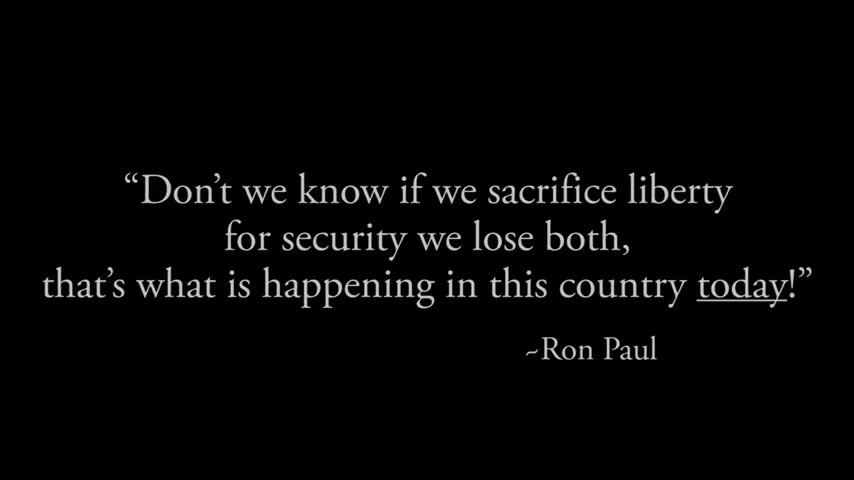 “Don’t we know if we sacrifice liberty
for security we lose both,
that’s what is happening in this country today!”
~Ron Paul